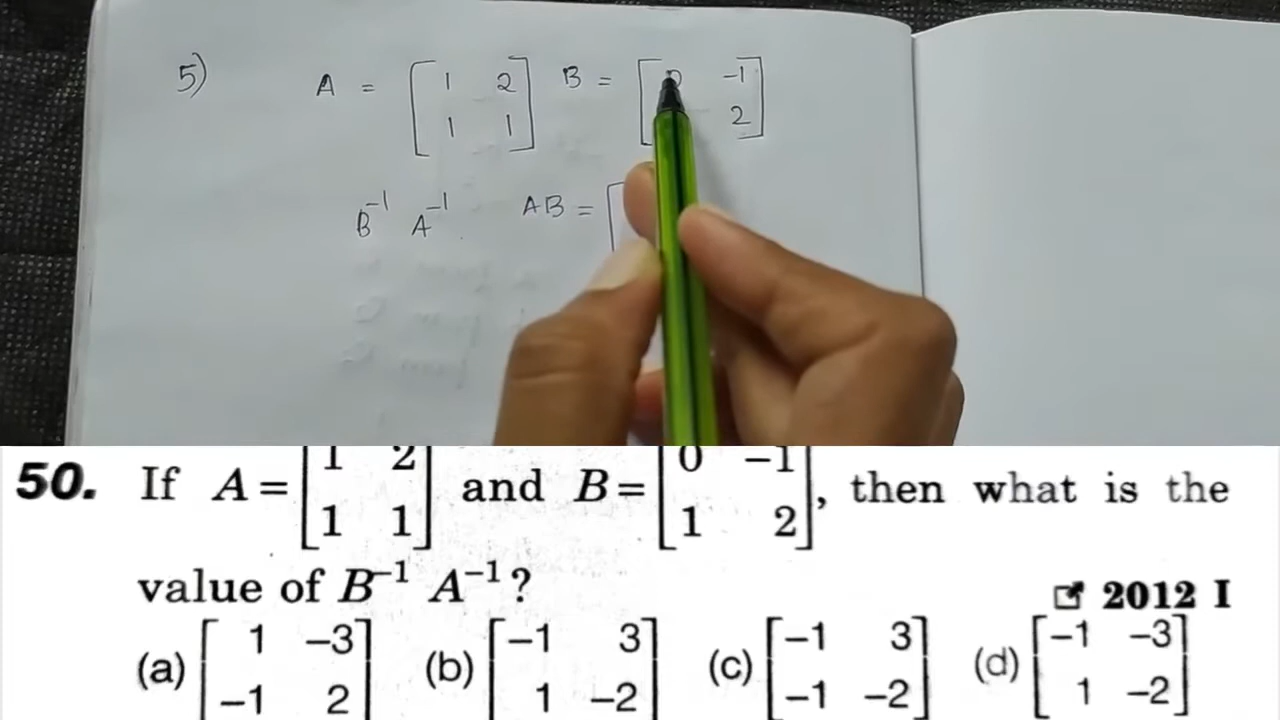 5) A = [ 1 2 B = [ 0 -1
1 1 ] 2 ]
B⁻¹ A⁻¹ AB = [
50. If A = [ 1 2 and B = [ 0 −1
1 1 ] 1 2 ], then what is the
value of B⁻¹ A⁻¹? 2012 I
(a) [ 1 −3 (b) [ −1 3 (c) [ −1 3 (d) [ −1 −3
−1 2 ] 1 −2 ] −1 −2 ] 1 −2 ]